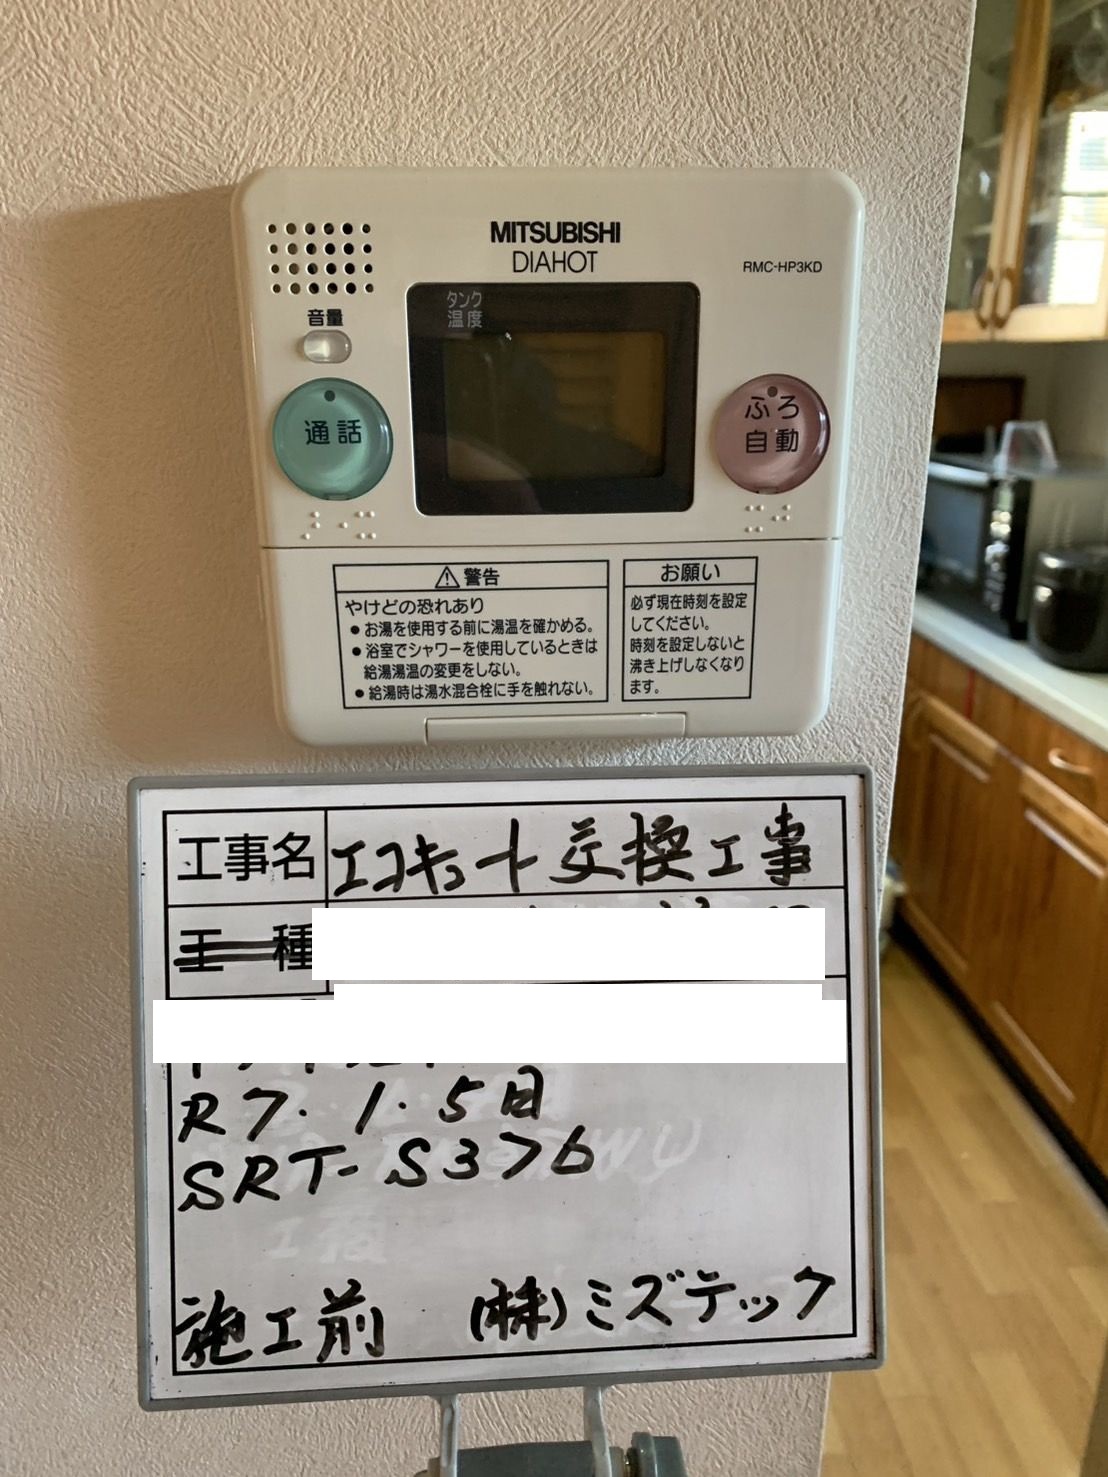 MITSUBISHI
DIAHOT
RMC-HP3KD
タンク
温度
音量
通話
ふろ
自動
警告
やけどの恐れあり
● お湯を使用する前に湯温を確かめる。
● 浴室でシャワーを使用しているときは
給湯湯温の変更をしない。
● 給湯時は湯水混合栓に手を触れない。
お願い
必ず現在時刻を設定
してください。
時刻を設定しないと
沸き上げしなくなり
ます。
工事名 エコキュート交換工事
工種
R7.1.5日
SRT-S376
施工前 (株)ミズテック